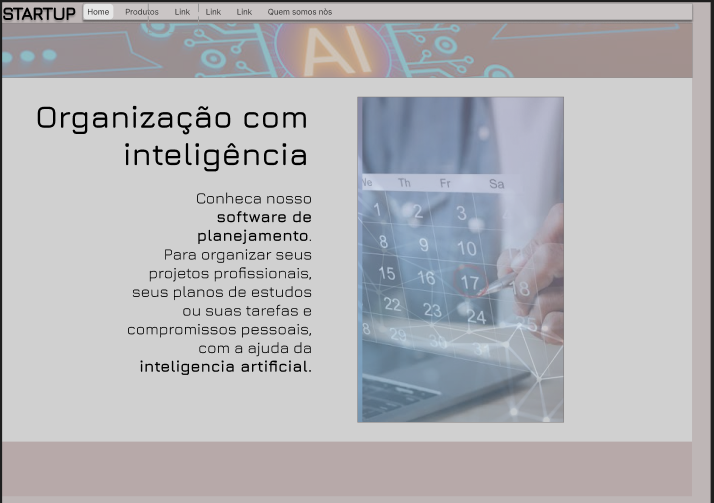 STARTUP Home Produtos Link Link Link Quem somos nòs
AI
Organização com
inteligência
Conheca nosso
software de
planejamento.
Para organizar seus
projetos profissionais,
seus planos de estudos
ou suas tarefas e
compromissos pessoais,
com a ajuda da
inteligencia artificial.
We Th Fr Sa
1 2 3
8 9 10
15 16 17 18
22 23 24 25
29 30 31